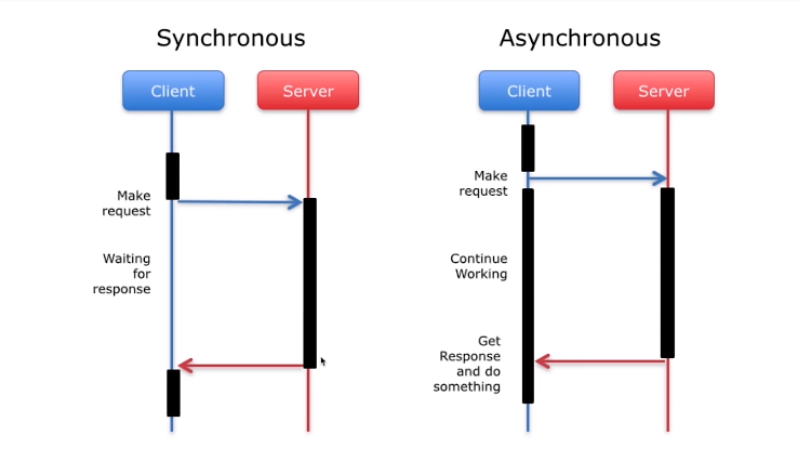 Synchronous
Client
Server
Make
request
Waiting
for
response
Asynchronous
Client
Server
Make
request
Continue
Working
Get
Response
and do
something